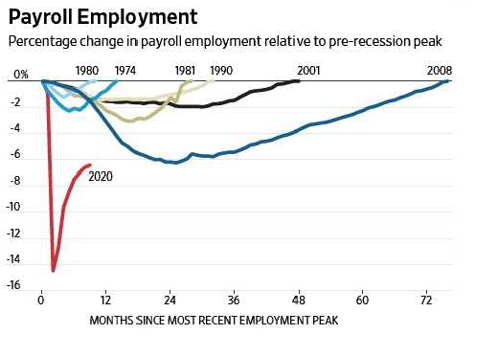 Payroll Employment
Percentage change in payroll employment relative to pre-recession peak
0% 1980 1974 1981 1990 2001 2008
-2
-4
-6
2020
-8
-10
-12
-14
-16
0 12 24 36 48 60 72
MONTHS SINCE MOST RECENT EMPLOYMENT PEAK